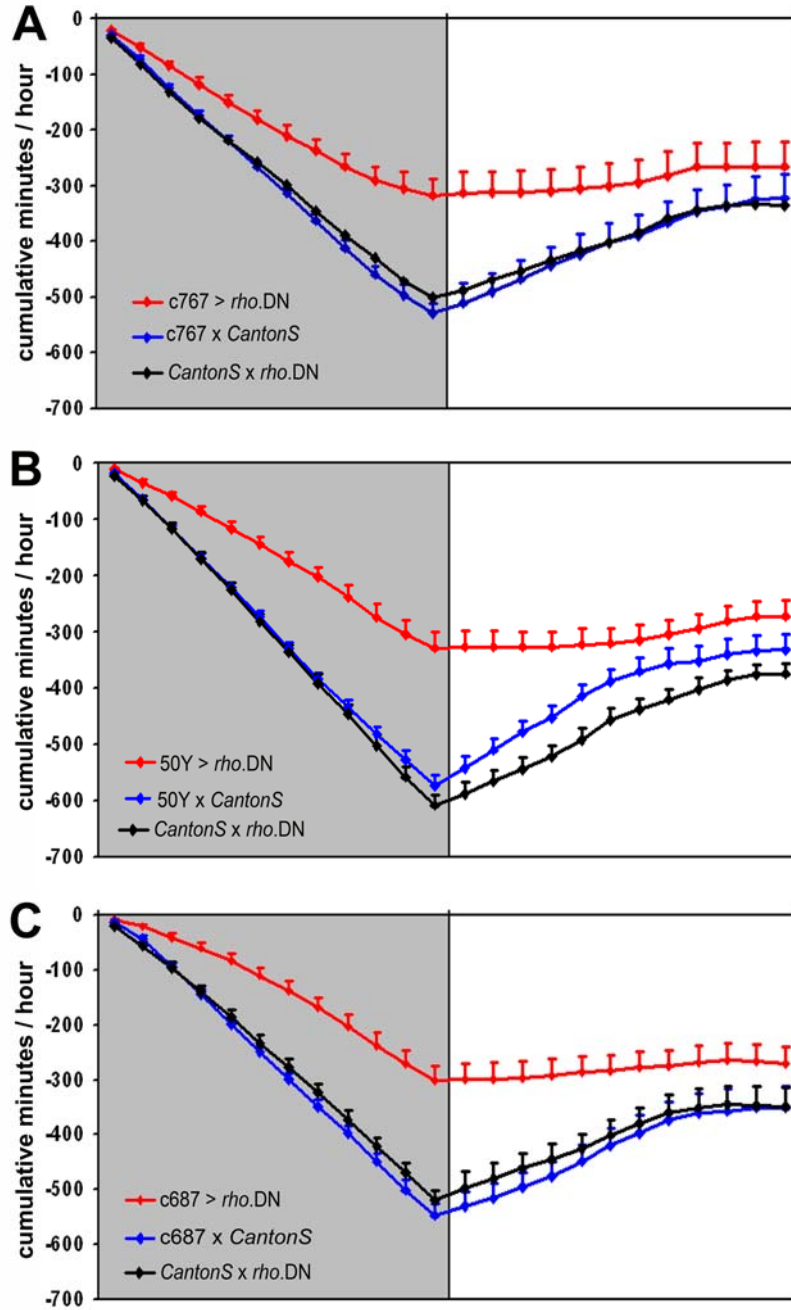 A
cumulative minutes / hour
0
-100
-200
-300
-400
-500
-600
-700
c767 > rho.DN
c767 x CantonS
CantonS x rho.DN
B
cumulative minutes / hour
0
-100
-200
-300
-400
-500
-600
-700
50Y > rho.DN
50Y x CantonS
CantonS x rho.DN
C
cumulative minutes / hour
0
-100
-200
-300
-400
-500
-600
-700
c687 > rho.DN
c687 x CantonS
CantonS x rho.DN